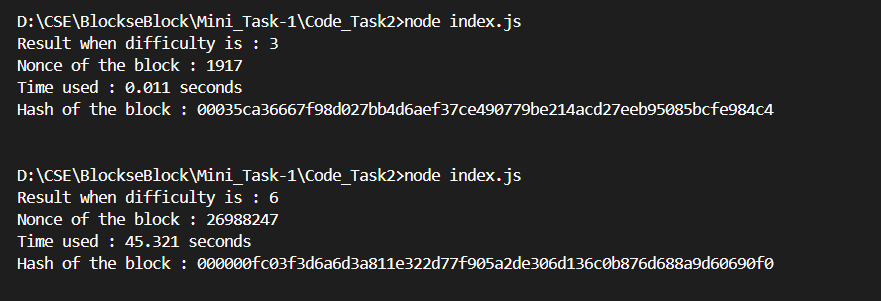 D:\CSE\BlockseBlock\Mini_Task-1\Code_Task2>node index.js
Result when difficulty is : 3
Nonce of the block : 1917
Time used : 0.011 seconds
Hash of the block : 00035ca36667f98d027bb4d6aef37ce490779be214acd27eeb95085bcfe984c4
D:\CSE\BlockseBlock\Mini_Task-1\Code_Task2>node index.js
Result when difficulty is : 6
Nonce of the block : 26988247
Time used : 45.321 seconds
Hash of the block : 000000fc03f3d6a6d3a811e322d77f905a2de306d136c0b876d688a9d60690f0